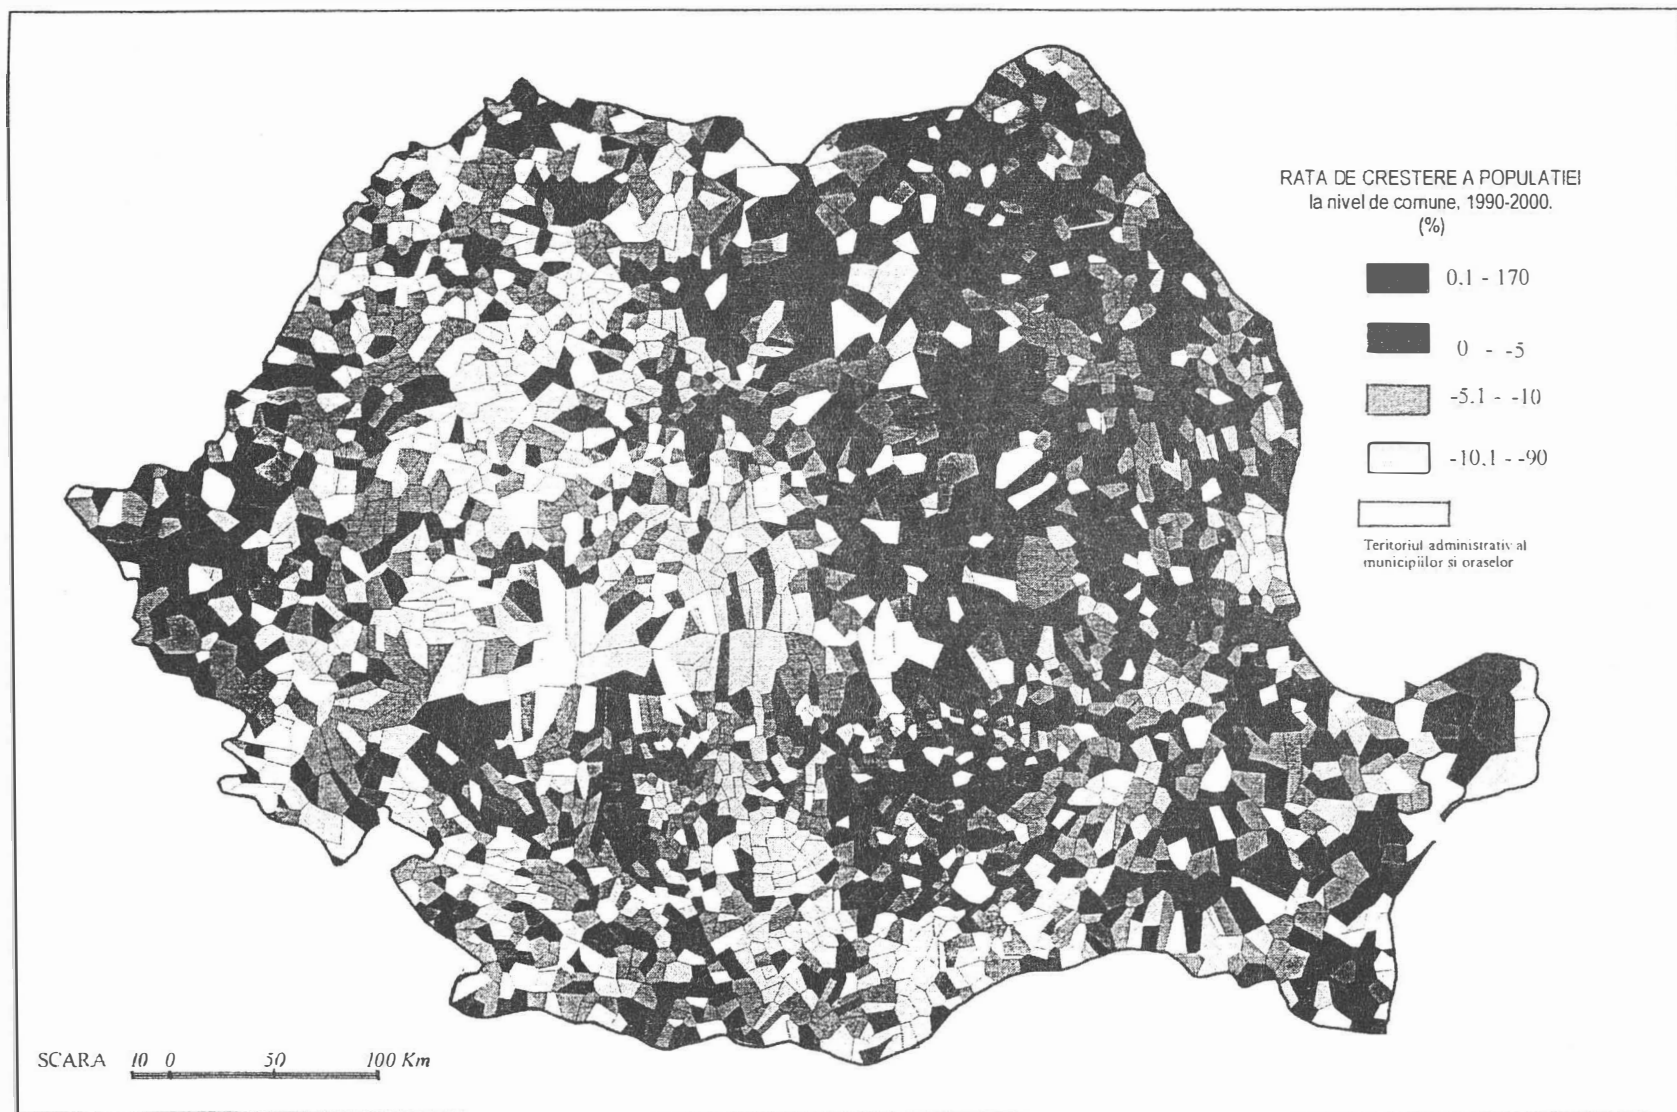 RATA DE CRESTERE A POPULATIEI
la nivel de comune, 1990-2000.
(%)
0.1 - 170
0 - -5
-5.1 - -10
-10.1 - -90
Teritoriul administrativ al
municipiilor si oraselor
SCARA 10 0 50 100 Km